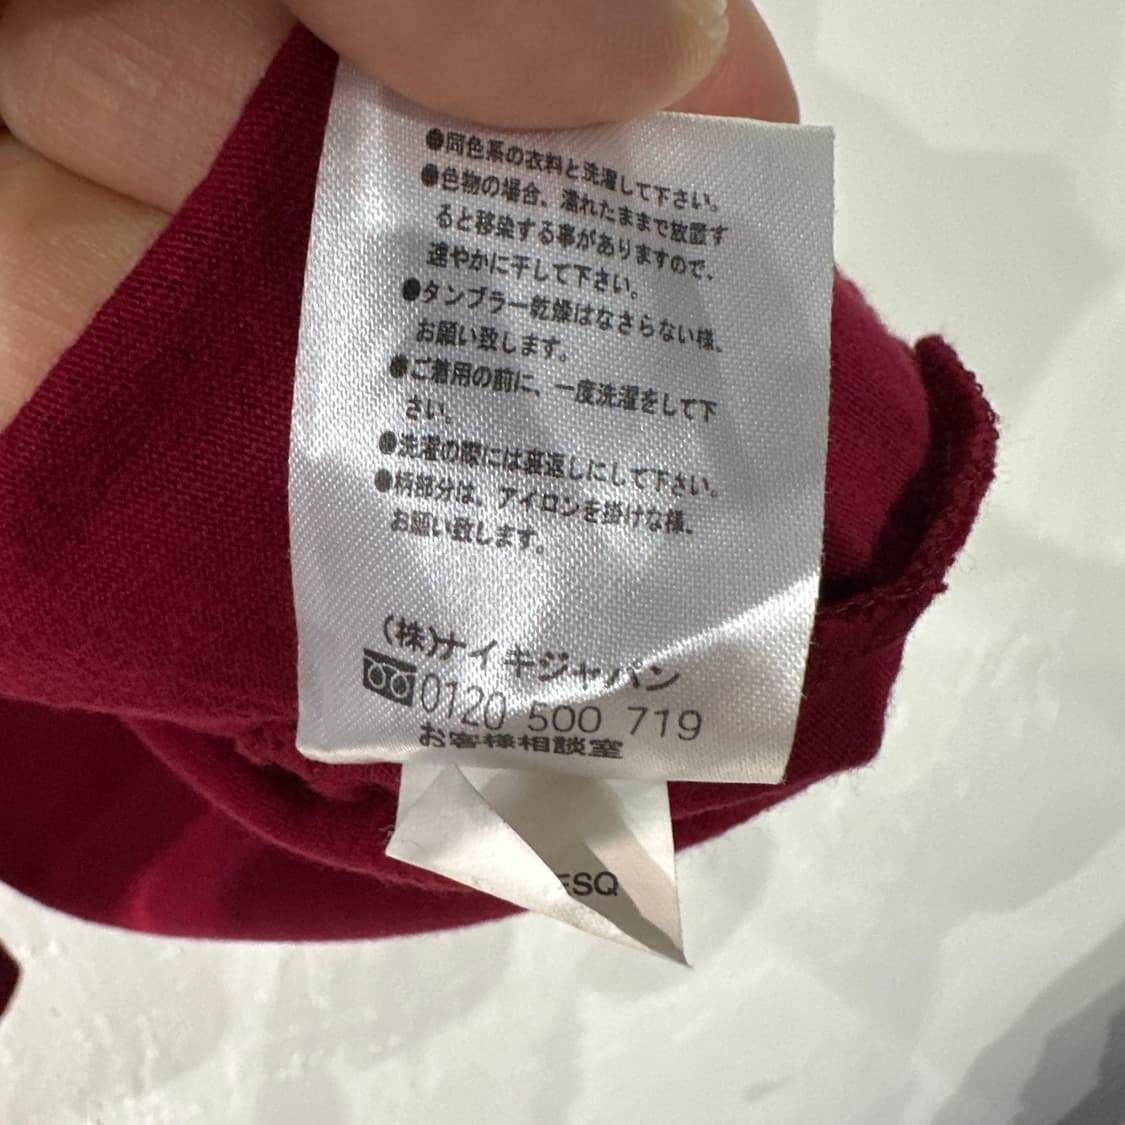 ●同色系の衣料と洗濯して下さい。
●色物の場合、濡れたままで放置す
ると移染する事がありますので、
速やかに干して下さい。
●タンブラー乾燥はなさらない様、
お願い致します。
●ご着用の前に、一度洗濯をして下
さい。
●洗濯の際には裏返しにして下さい。
●柄部分は、アイロンを掛けな様、
お願い致します。
(株)ナイキジャパン
0120 500 719
お客様相談室